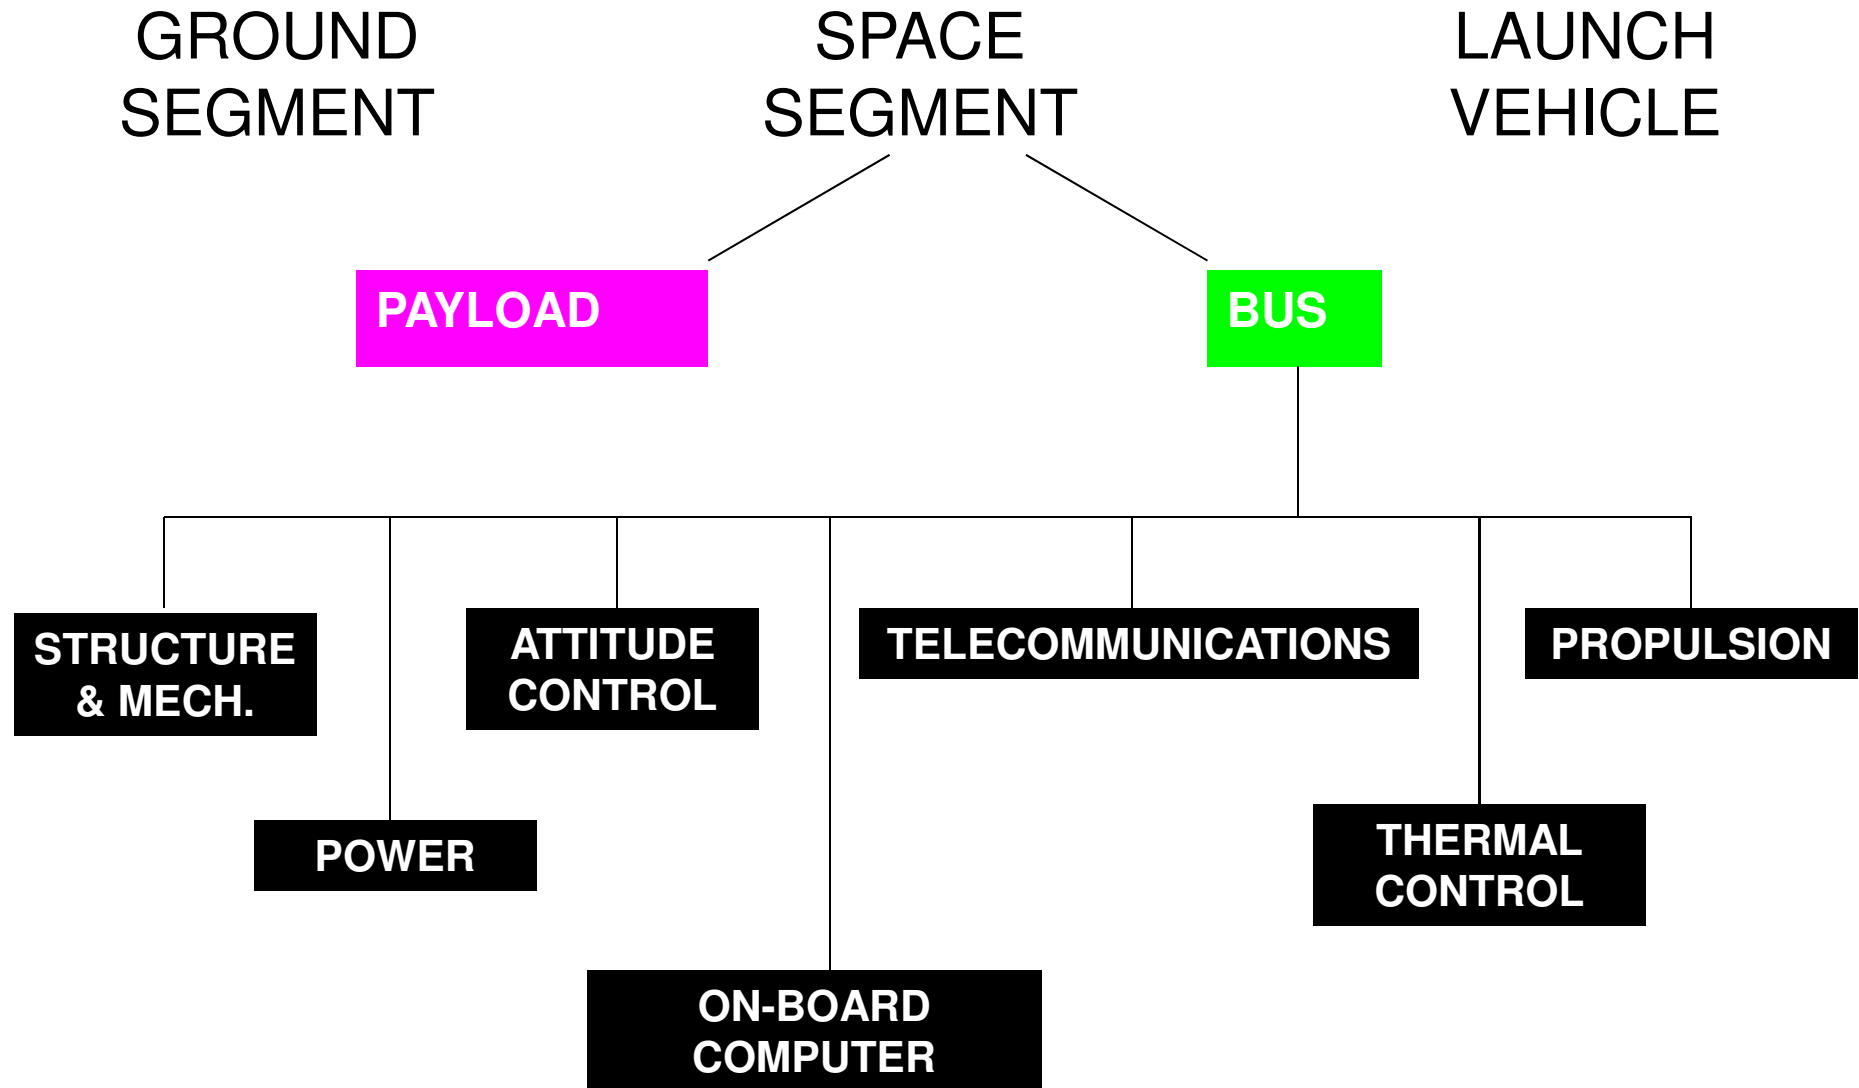 GROUND
SEGMENT
SPACE
SEGMENT
LAUNCH
VEHICLE
PAYLOAD
BUS
STRUCTURE
& MECH.
ATTITUDE
CONTROL
TELECOMMUNICATIONS
PROPULSION
POWER
THERMAL
CONTROL
ON-BOARD
COMPUTER